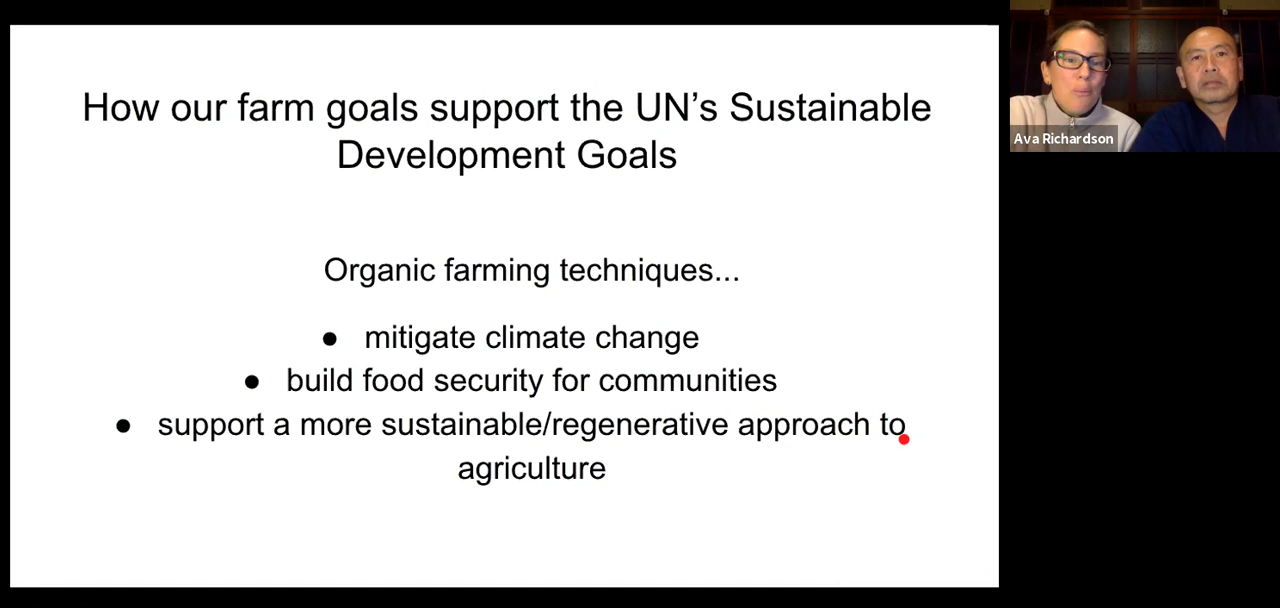 How our farm goals support the UN’s Sustainable
Development Goals
Organic farming techniques...
● mitigate climate change
● build food security for communities
● support a more sustainable/regenerative approach to
agriculture
Ava Richardson